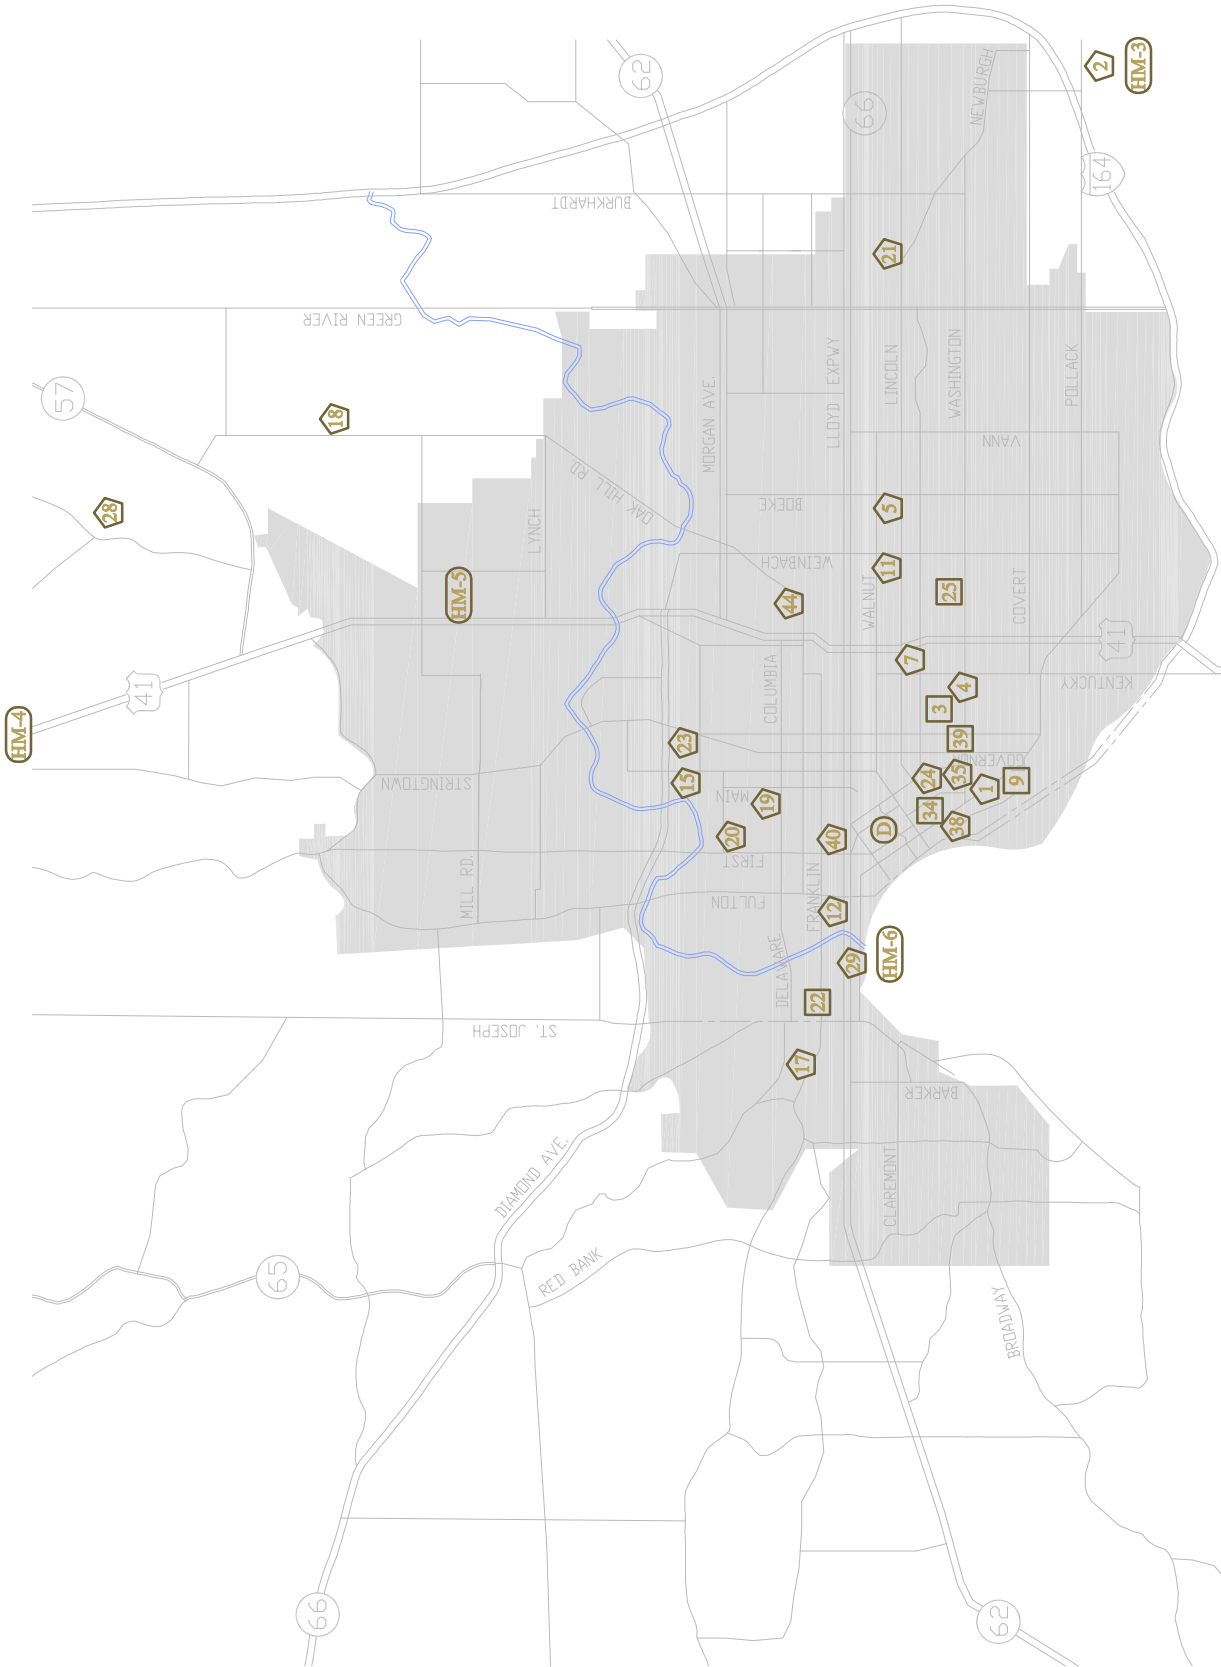 2
HM-3
62
66
NEWBURGH
164
BURKHARDT
21
GREEN RIVER
57
18
MORGAN AVE.
LLOYD EXPWY
LINCOLN
WASHINGTON
POLLACK
VANN
28
LYNCH
OAK HILL RD.
BOEKE
5
WEINBACH
11
HM-5
44
WALNUT
25
COVERT
41
7
41
KENTUCKY
4
3
COLUMBIA
HM-4
23
39
GOVERNOR
STRINGTOWN
15
MAIN
19
24
35
1
9
34
38
20
40
D
FIRST
MILL RD.
FULTON
FRANKLIN
12
29
HM-6
DELAWARE
22
ST. JOSEPH
17
BARKER
DIAMOND AVE.
CLAREMONT
RED BANK
65
BROADWAY
66
62